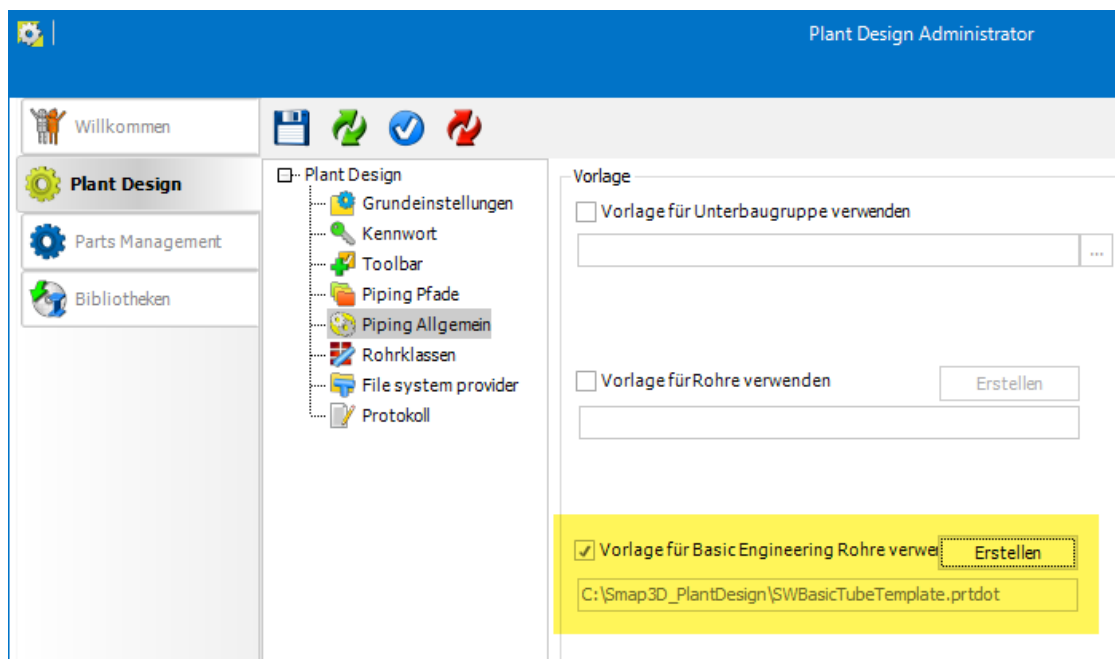 Plant Design Administrator
Willkommen
Plant Design
Parts Management
Bibliotheken
Plant Design
Grundeinstellungen
Kennwort
Toolbar
Piping Pfade
Piping Allgemein
Rohrklassen
File system provider
Protokoll
Vorlage
Vorlage für Unterbaugruppe verwenden
...
Vorlage für Rohre verwenden Erstellen
Vorlage für Basic Engineering Rohre verwe Erstellen
C:\Smap3D_PlantDesign\SWBasicTubeTemplate.prtdot